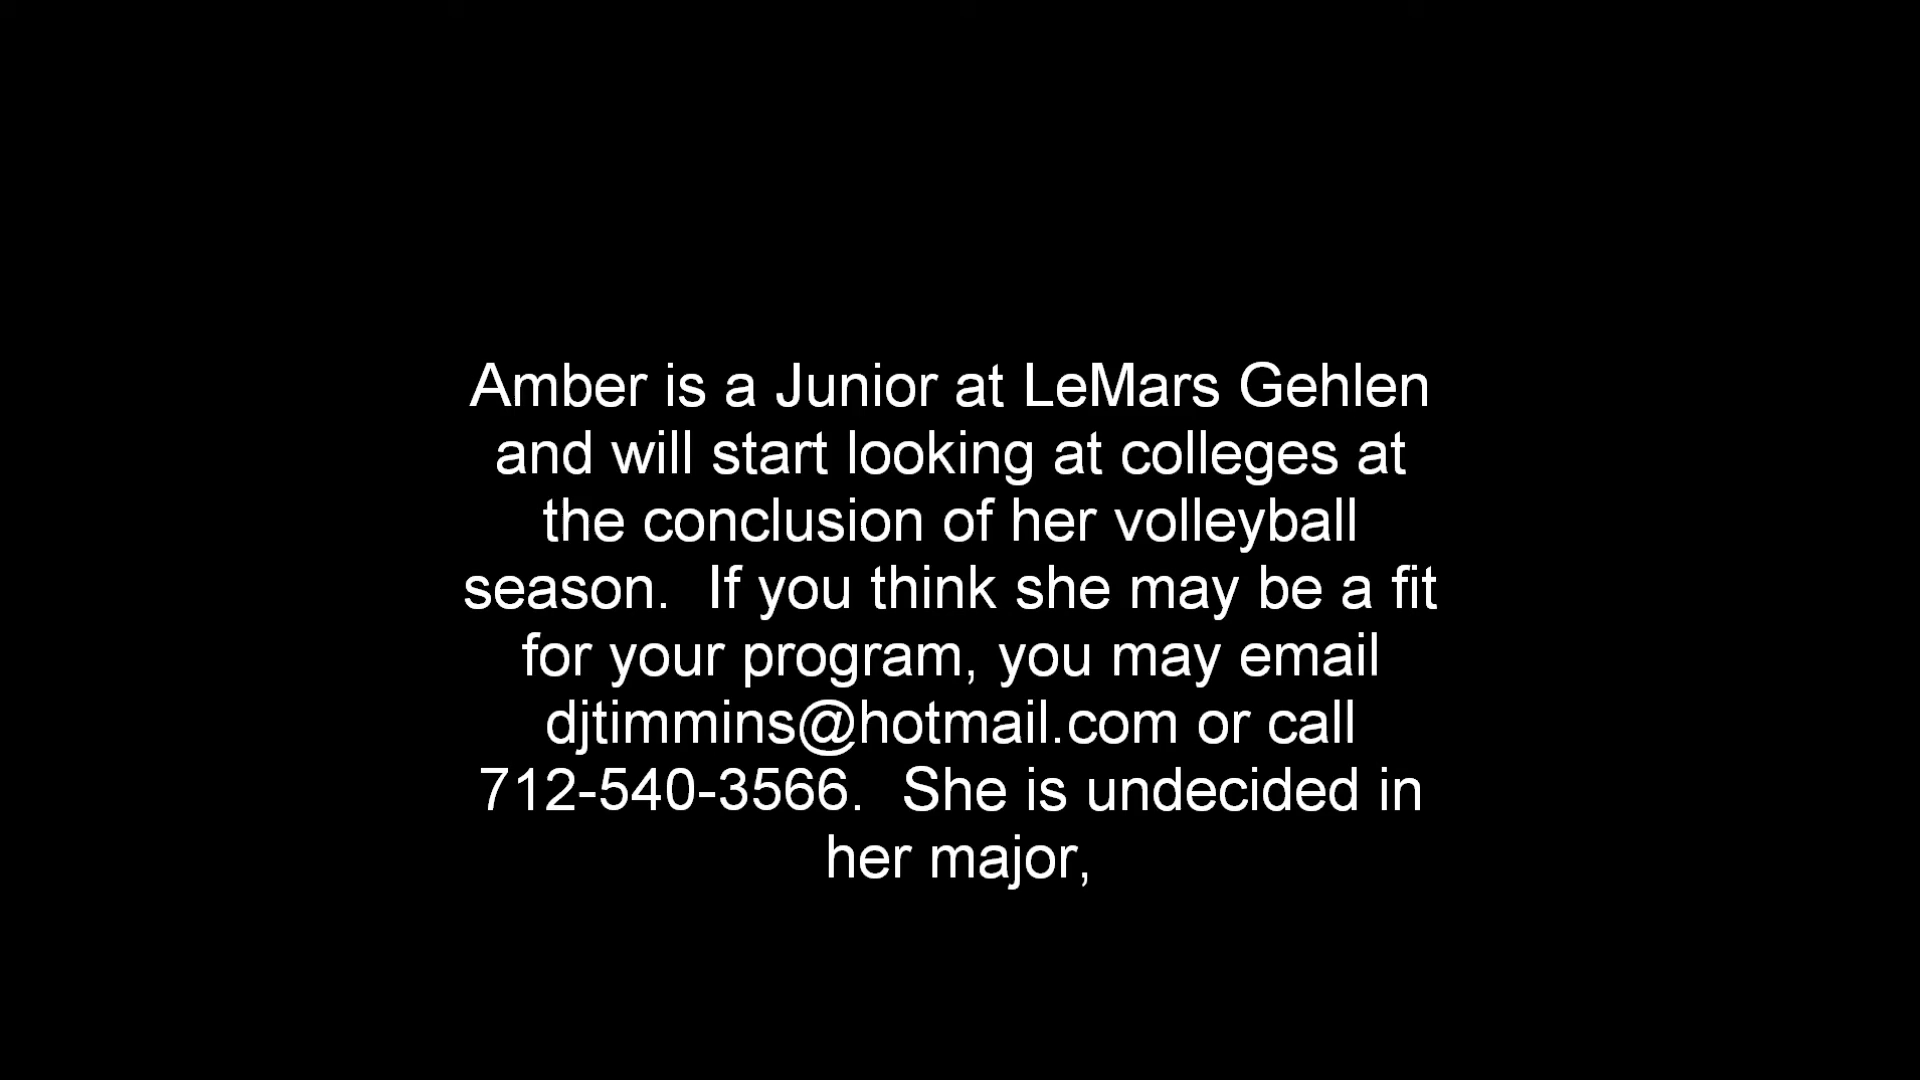 Amber is a Junior at LeMars Gehlen
and will start looking at colleges at
the conclusion of her volleyball
season.  If you think she may be a fit
for your program, you may email
djtimmins@hotmail.com or call
712-540-3566.  She is undecided in
her major,